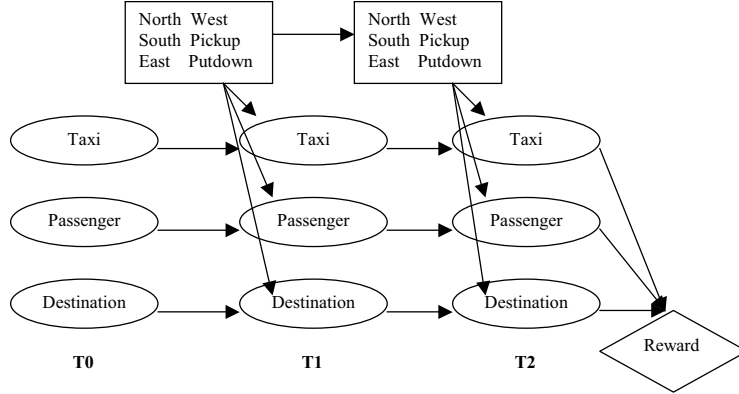 North West
South Pickup
East Putdown
North West
South Pickup
East Putdown
Taxi
Taxi
Taxi
Passenger
Passenger
Passenger
Destination
Destination
Destination
Reward
T0
T1
T2